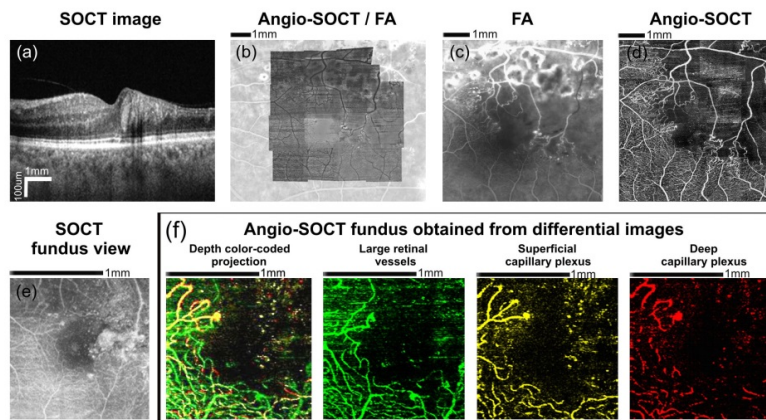 SOCT image
Angio-SOCT / FA
FA
Angio-SOCT
1mm
1mm
1mm
(a)
(b)
(c)
(d)
1mm
100um
SOCT
fundus view
1mm
(e)
(f)
Angio-SOCT fundus obtained from differential images
Depth color-coded
projection
Large retinal
vessels
Superficial
capillary plexus
Deep
capillary plexus
1mm
1mm
1mm
1mm